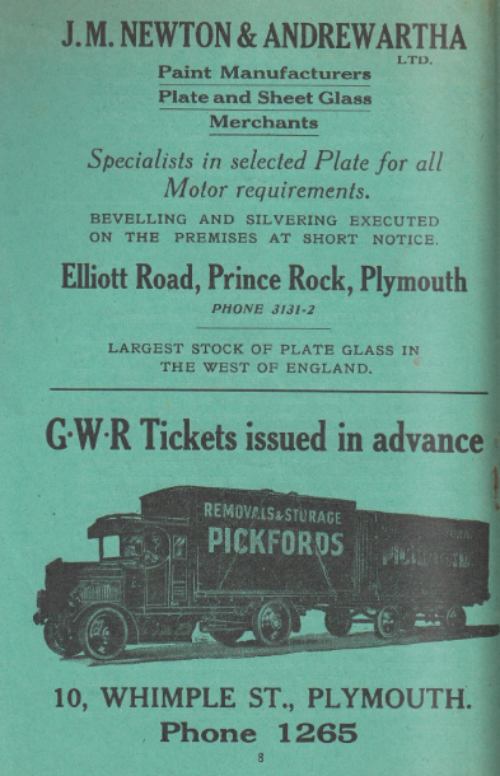 J.M. NEWTON & ANDREWARTHA
LTD.
Paint Manufacturers
Plate and Sheet Glass
Merchants
Specialists in selected Plate for all
Motor requirements.
BEVELLING AND SILVERING EXECUTED
ON THE PREMISES AT SHORT NOTICE.
Elliott Road, Prince Rock, Plymouth
PHONE 3131-2
LARGEST STOCK OF PLATE GLASS IN
THE WEST OF ENGLAND.
G·W·R Tickets issued in advance
REMOVALS & STORAGE
PICKFORDS
PICKFORDS
10, WHIMPLE ST., PLYMOUTH.
Phone 1265
8